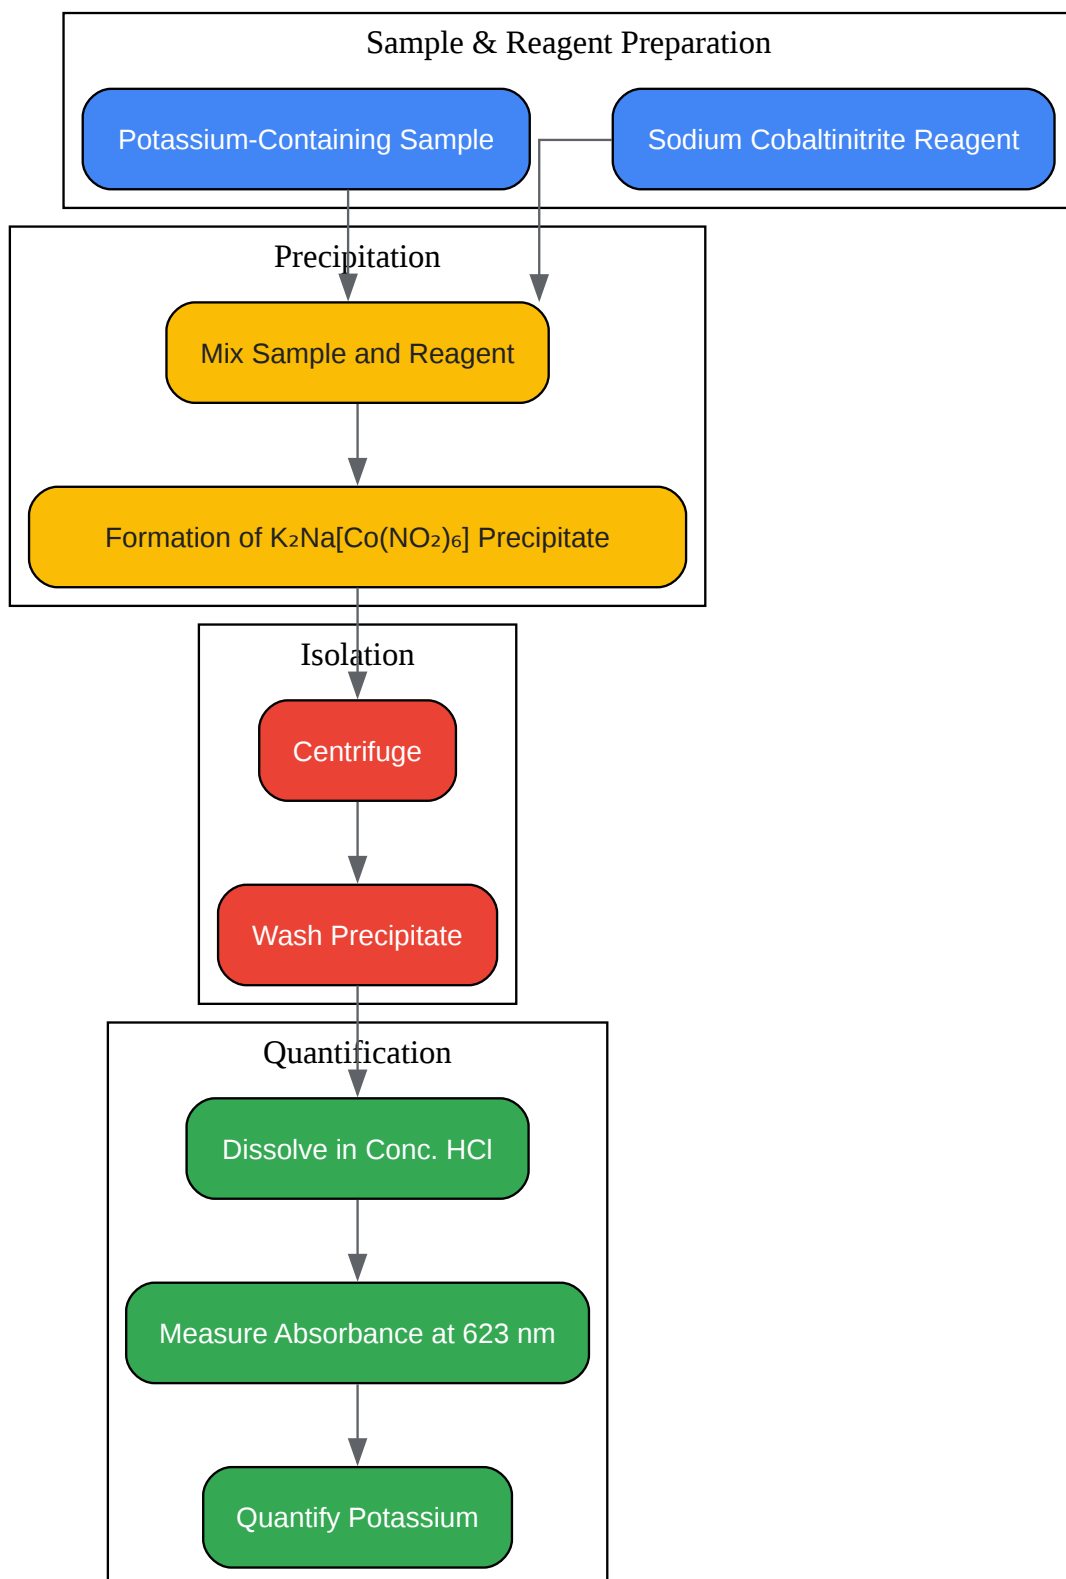 Sample & Reagent Preparation
Potassium-Containing Sample
Sodium Cobaltinitrite Reagent
Precipitation
Mix Sample and Reagent
Formation of K₂Na[Co(NO₂)₆] Precipitate
Isolation
Centrifuge
Wash Precipitate
Quantification
Dissolve in Conc. HCl
Measure Absorbance at 623 nm
Quantify Potassium